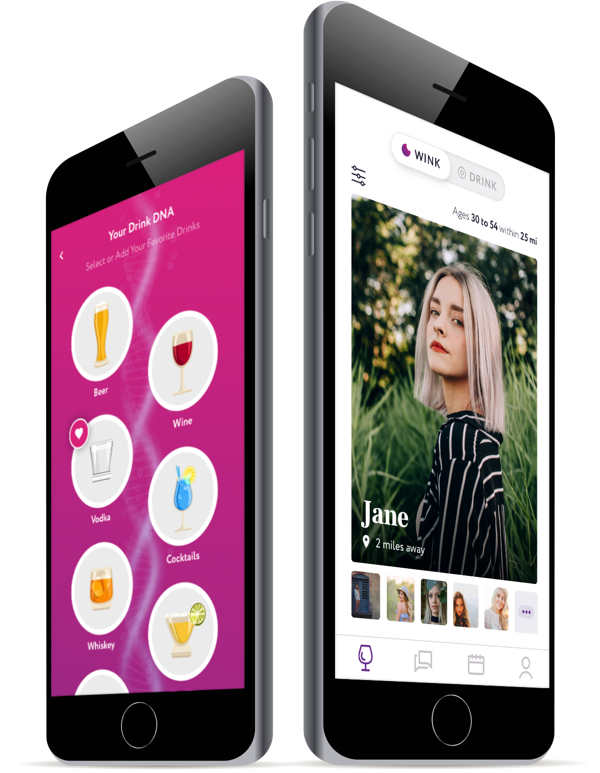 Your Drink DNA
Select or Add Your Favorite Drinks
Beer
Wine
Vodka
Cocktails
Whiskey
WINK
DRINK
Ages 30 to 54 within 25 mi
Jane
2 miles away